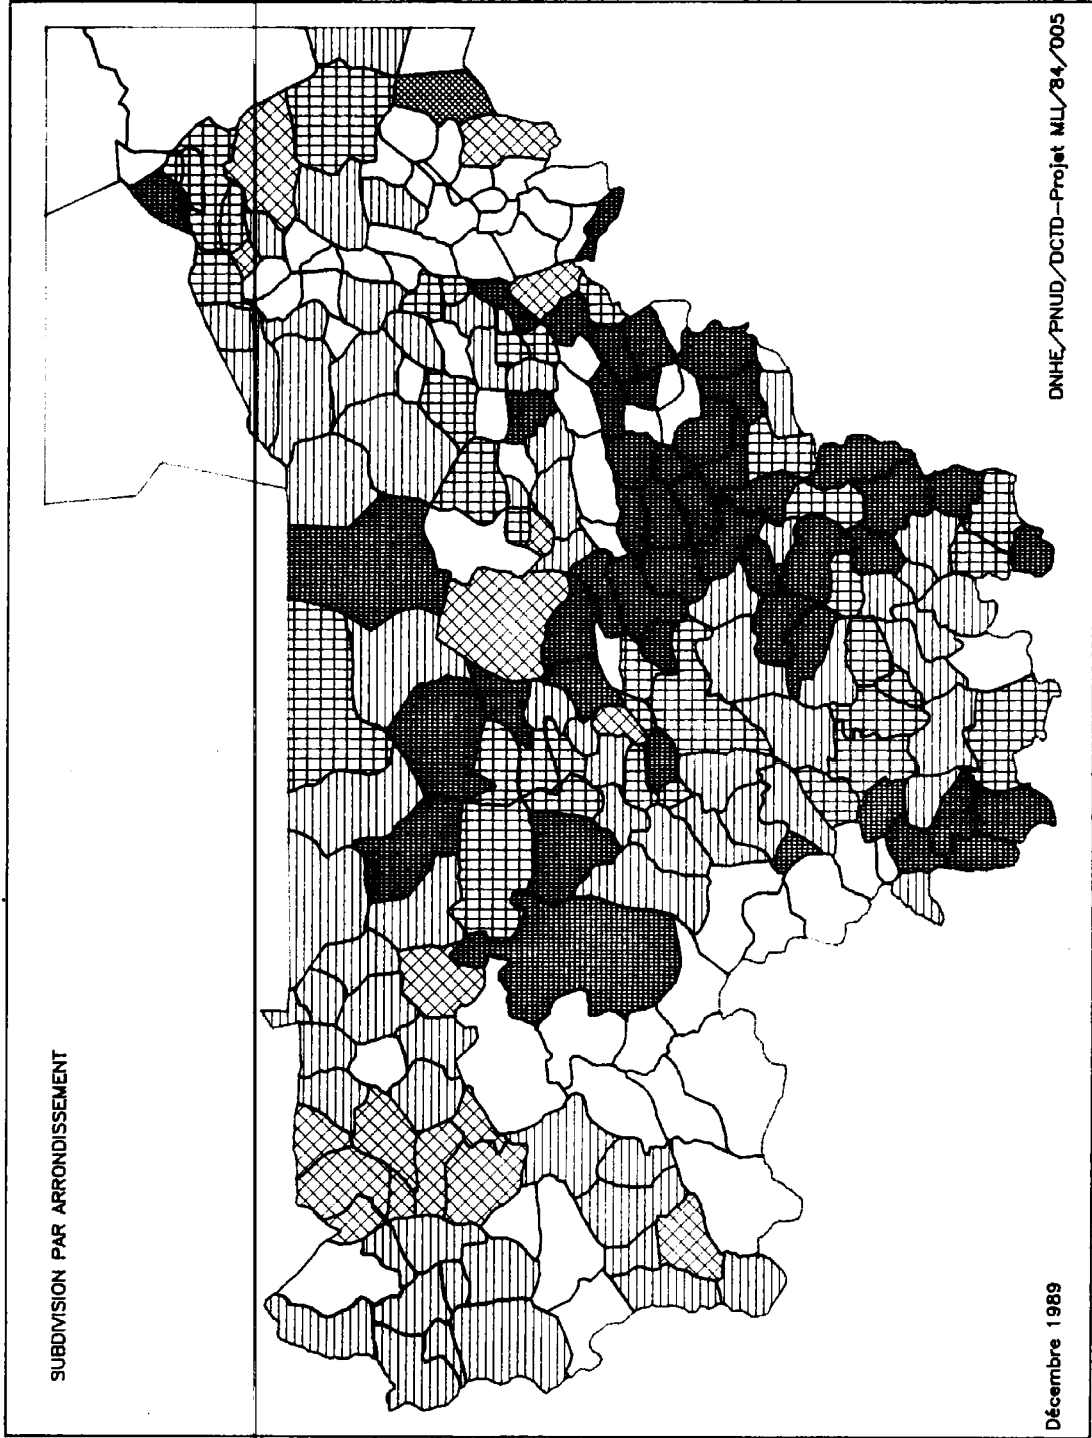 SUBDIVISION PAR ARRONDISSEMENT
Décembre 1989
DNHE/PNUD/DCTD-Projet MLI/84/005